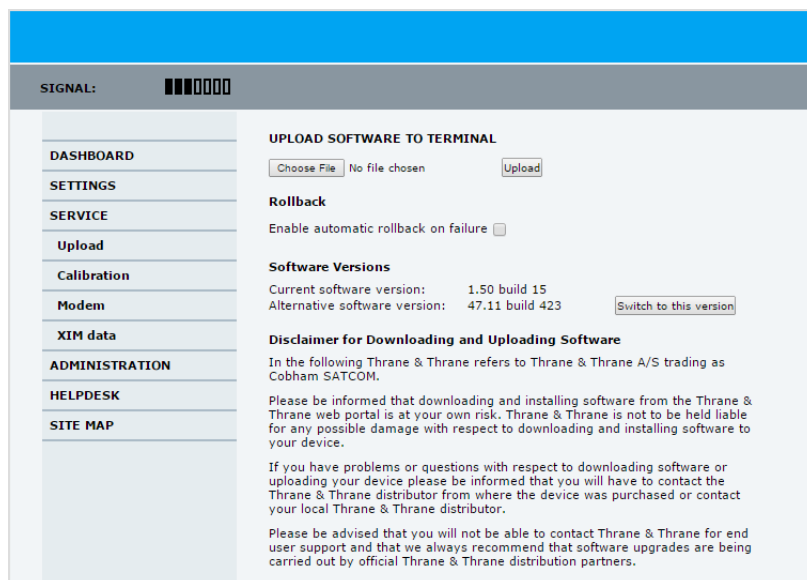 SIGNAL:
DASHBOARD
SETTINGS
SERVICE
Upload
Calibration
Modem
XIM data
ADMINISTRATION
HELPDESK
SITE MAP
UPLOAD SOFTWARE TO TERMINAL
Choose File No file chosen Upload
Rollback
Enable automatic rollback on failure
Software Versions
Current software version: 1.50 build 15
Alternative software version: 47.11 build 423 Switch to this version
Disclaimer for Downloading and Uploading Software
In the following Thrane & Thrane refers to Thrane & Thrane A/S trading as
Cobham SATCOM.
Please be informed that downloading and installing software from the Thrane &
Thrane web portal is at your own risk. Thrane & Thrane is not to be held liable
for any possible damage with respect to downloading and installing software to
your device.
If you have problems or questions with respect to downloading software or
uploading your device please be informed that you will have to contact the
Thrane & Thrane distributor from where the device was purchased or contact
your local Thrane & Thrane distributor.
Please be advised that you will not be able to contact Thrane & Thrane for end
user support and that we always recommend that software upgrades are being
carried out by official Thrane & Thrane distribution partners.